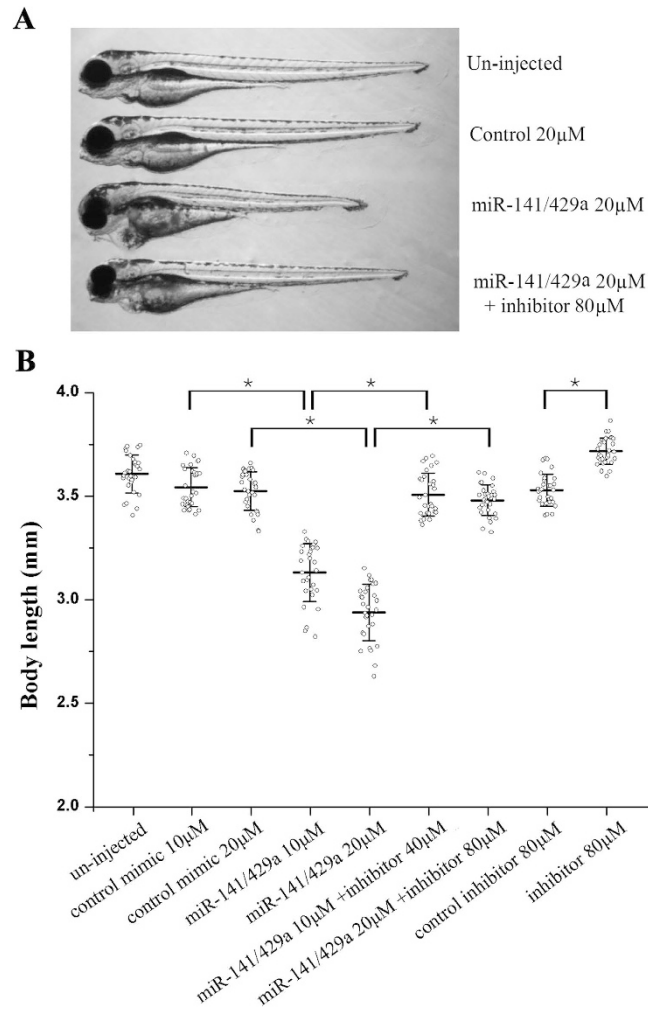 A
Un-injected
Control 20µM
miR-141/429a 20µM
miR-141/429a 20µM
+ inhibitor 80µM
B
* *
* *
*
4.0
3.5
3.0
2.5
2.0
Body length (mm)
un-injected
control mimic 10µM
control mimic 20µM
miR-141/429a 10µM
miR-141/429a 20µM
miR-141/429a 10µM +inhibitor 40µM
miR-141/429a 20µM +inhibitor 80µM
control inhibitor 80µM
inhibitor 80µM